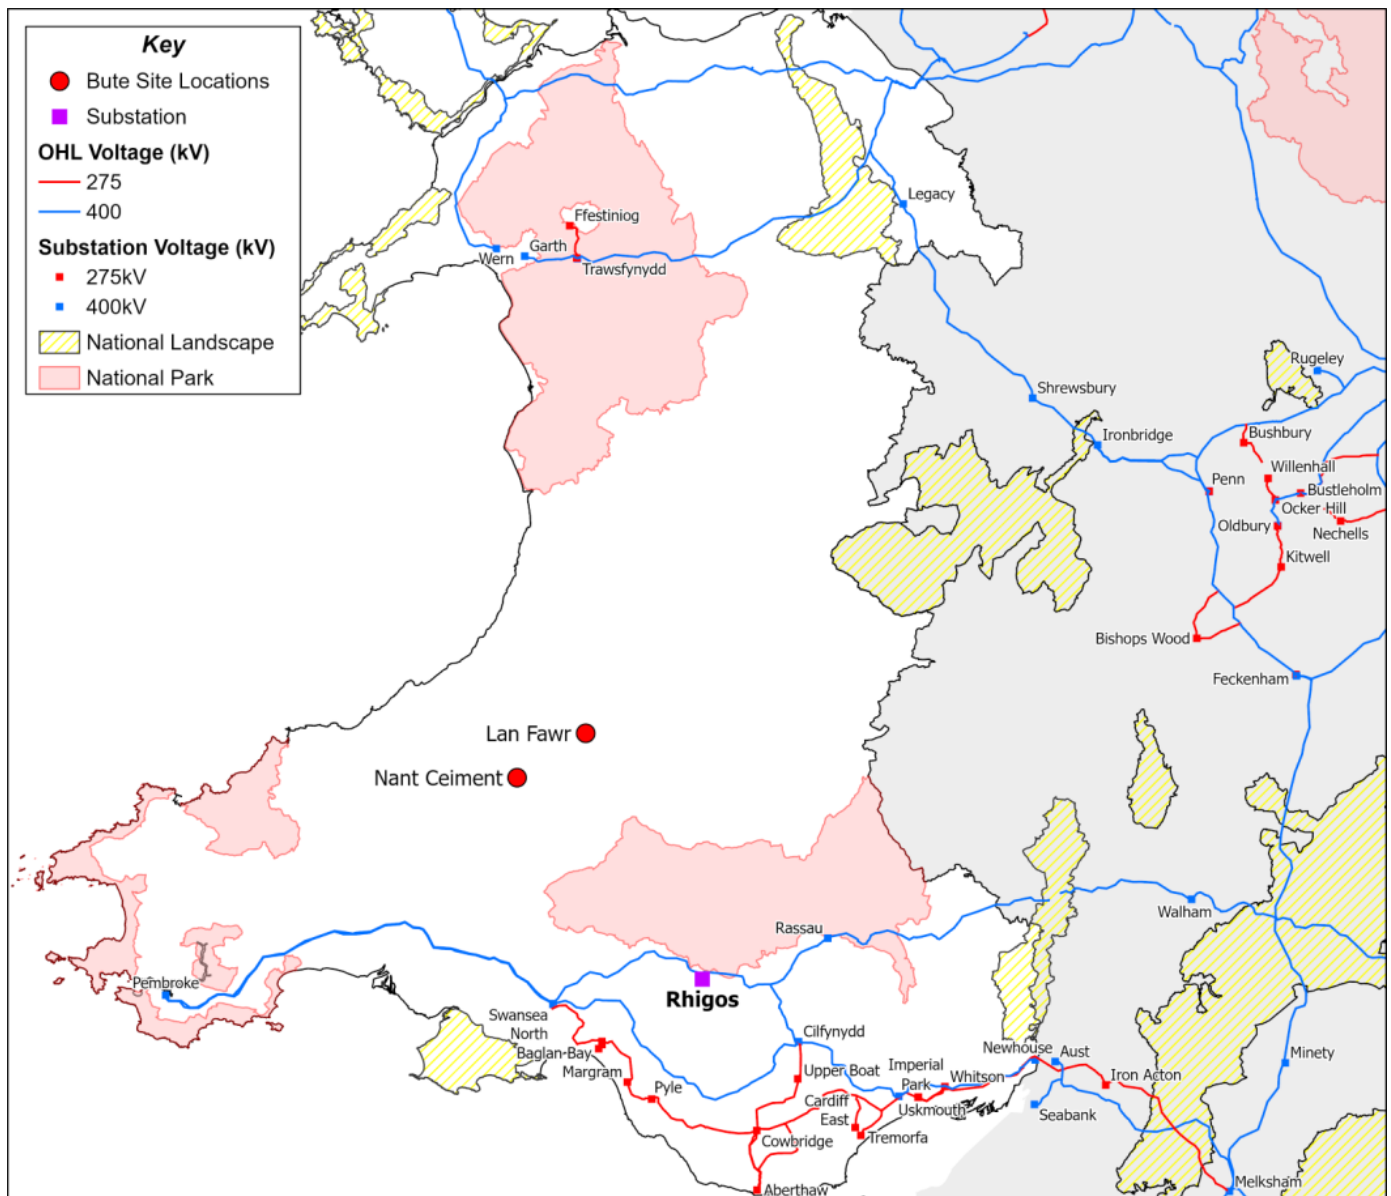 Key
Bute Site Locations
Substation
OHL Voltage (kV)
275
400
Substation Voltage (kV)
275kV
400kV
National Landscape
National Park
Legacy
Ffestiniog
Garth
Wern
Trawsfynydd
Rugeley
Shrewsbury
Ironbridge
Bushbury
Willenhall
Penn
Bustleholm
Ocker Hill
Oldbury
Nechells
Kitwell
Bishops Wood
Feckenham
Lan Fawr
Nant Ceiment
Walham
Rassau
Pembroke
Rhigos
Swansea
North
Cilfynydd
Baglan Bay
Margram
Upper Boat
Imperial
Park
Whitson
Newhouse
Aust
Minety
Iron Acton
Pyle
Cardiff
East
Uskmouth
Seabank
Cowbridge
Tremorfa
Aberthaw
Melksham